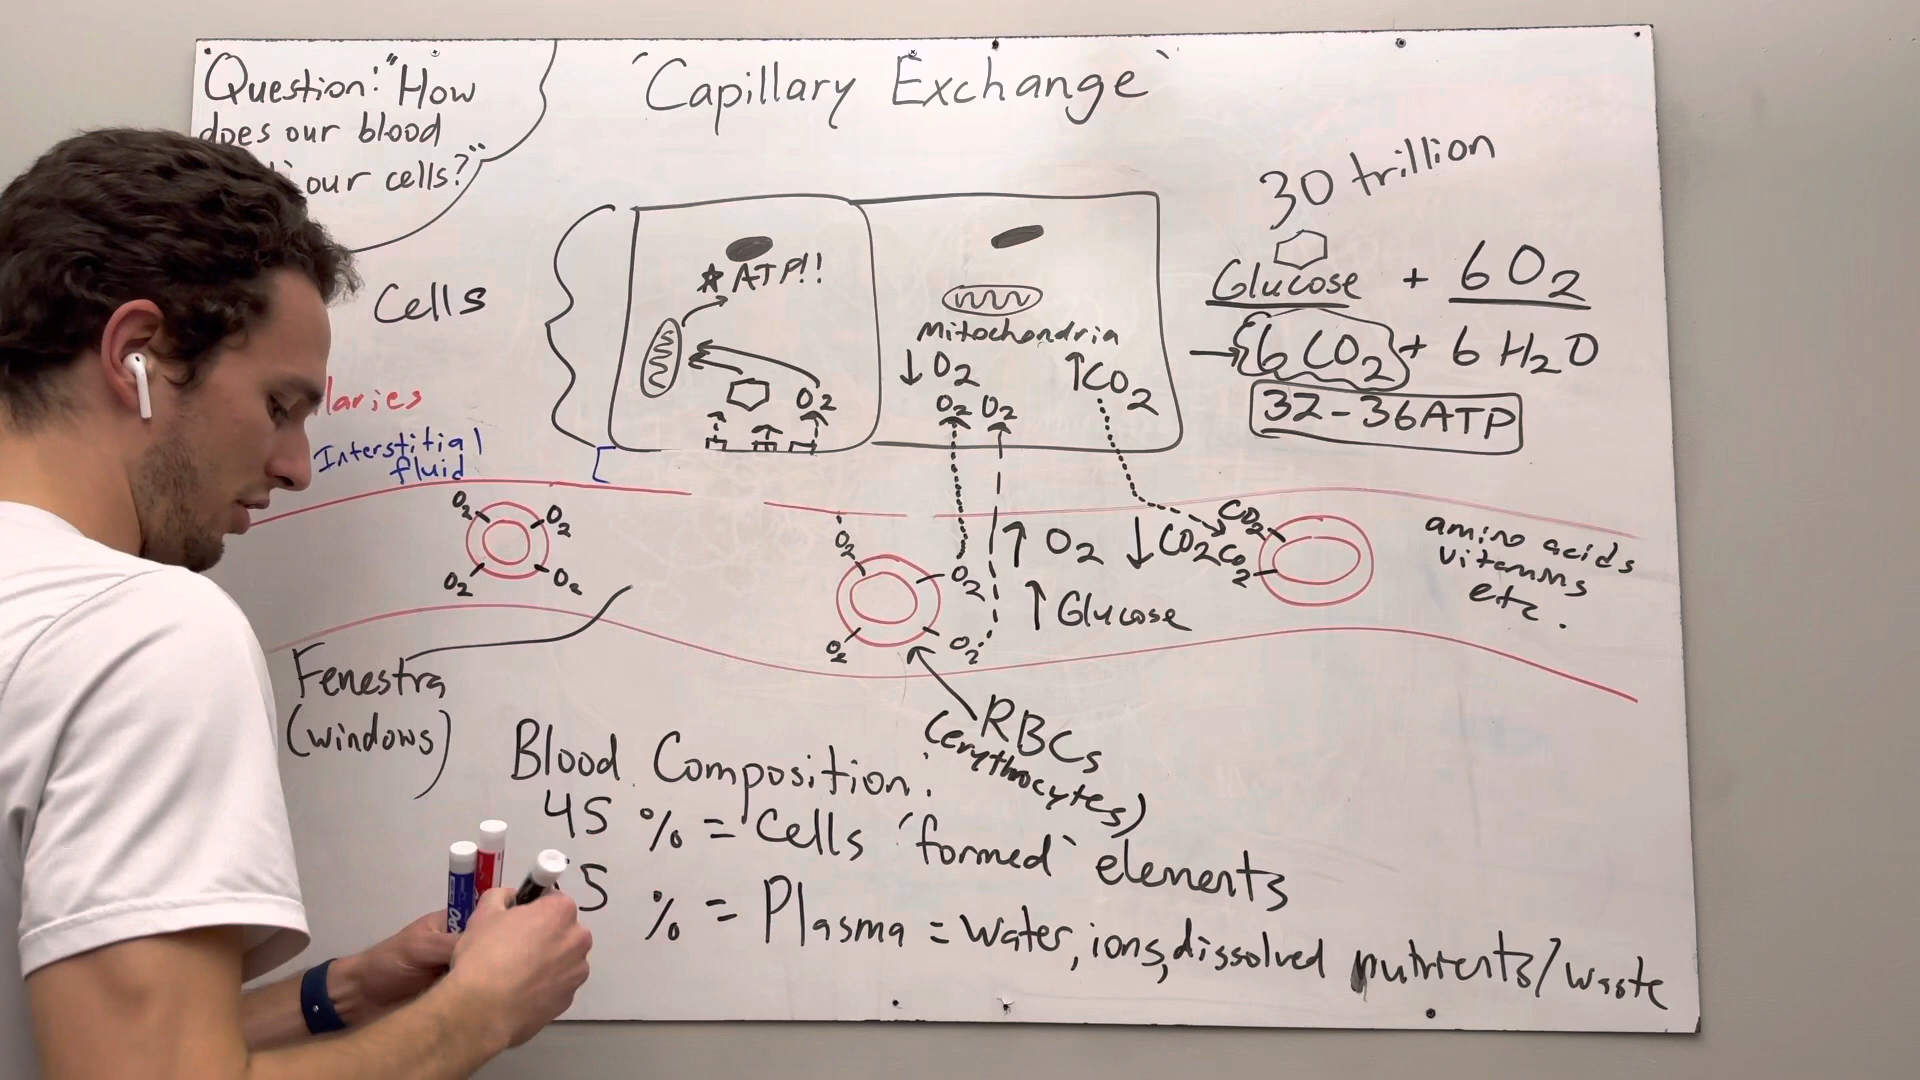 Question: "How
does our blood
our cells?"
'Capillary Exchange'
30 trillion
Glucose + 6O2
→ 6CO2 + 6H2O
32-36ATP
Cells
ATP!!
O2
Mitochondria
↓O2
↑CO2
O2 O2
laries
Interstitial
fluid
O2
O2
O2
O2
O2
O2
O2
O2
↑ O2 ↓ CO2
↑ Glucose
CO2
CO2
amino acids
vitamins
etc.
Fenestra
(windows)
RBCs
(erythrocytes)
Blood Composition:
45 % = Cells 'formed' elements
5 % = Plasma = water, ions, dissolved nutrients/waste